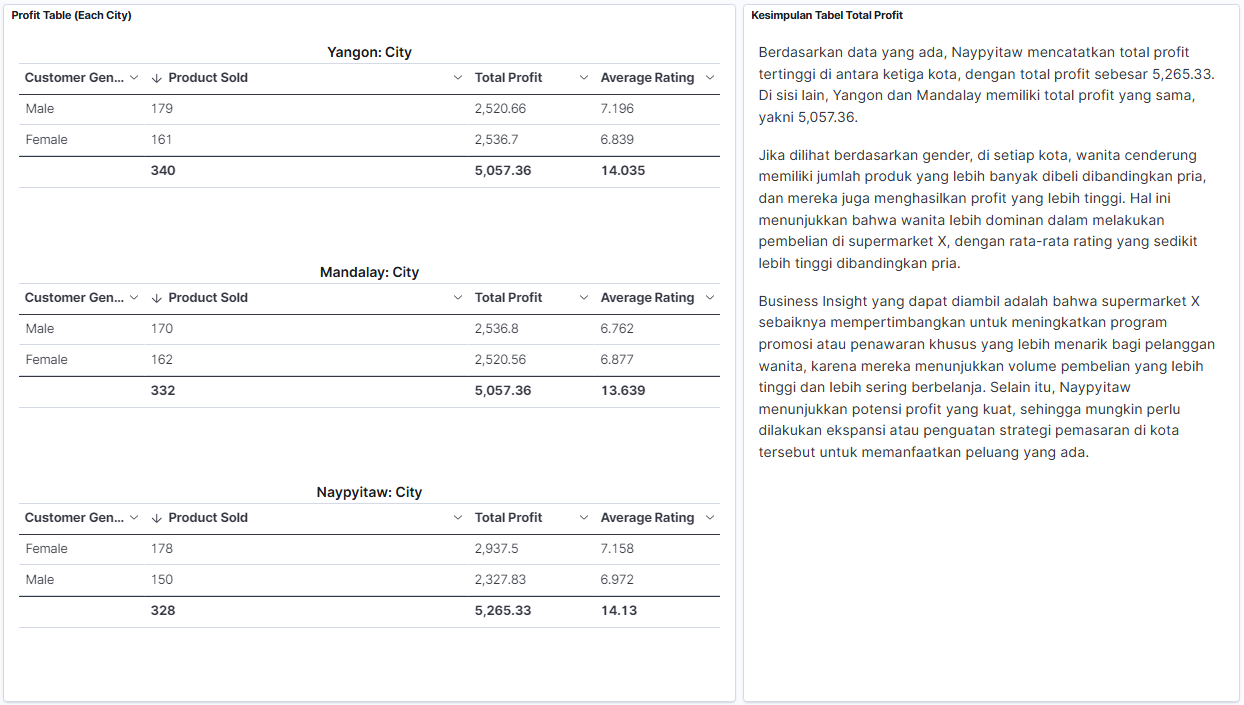 Profit Table (Each City)
Yangon: City
Customer Gen... Product Sold Total Profit Average Rating
Male 179 2,520.66 7.196
Female 161 2,536.7 6.839
340 5,057.36 14.035
Mandalay: City
Customer Gen... Product Sold Total Profit Average Rating
Male 170 2,536.8 6.762
Female 162 2,520.56 6.877
332 5,057.36 13.639
Naypyitaw: City
Customer Gen... Product Sold Total Profit Average Rating
Female 178 2,937.5 7.158
Male 150 2,327.83 6.972
328 5,265.33 14.13
Kesimpulan Tabel Total Profit
Berdasarkan data yang ada, Naypyitaw mencatatkan total profit
tertinggi di antara ketiga kota, dengan total profit sebesar 5,265.33.
Di sisi lain, Yangon dan Mandalay memiliki total profit yang sama,
yakni 5,057.36.
Jika dilihat berdasarkan gender, di setiap kota, wanita cenderung
memiliki jumlah produk yang lebih banyak dibeli dibandingkan pria,
dan mereka juga menghasilkan profit yang lebih tinggi. Hal ini
menunjukkan bahwa wanita lebih dominan dalam melakukan
pembelian di supermarket X, dengan rata-rata rating yang sedikit
lebih tinggi dibandingkan pria.
Business Insight yang dapat diambil adalah bahwa supermarket X
sebaiknya mempertimbangkan untuk meningkatkan program
promosi atau penawaran khusus yang lebih menarik bagi pelanggan
wanita, karena mereka menunjukkan volume pembelian yang lebih
tinggi dan lebih sering berbelanja. Selain itu, Naypyitaw
menunjukkan potensi profit yang kuat, sehingga mungkin perlu
dilakukan ekspansi atau penguatan strategi pemasaran di kota
tersebut untuk memanfaatkan peluang yang ada.